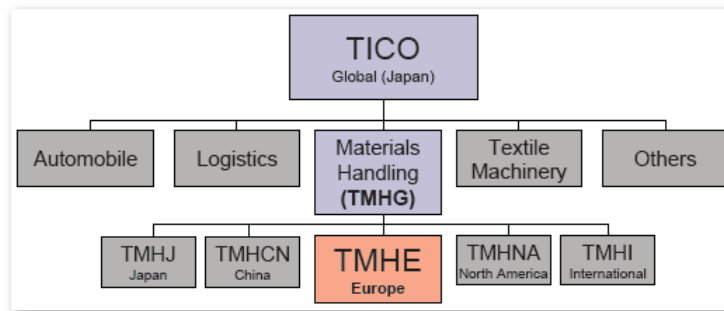 TICO
Global (Japan)
Automobile
Logistics
Materials
Handling
(TMHG)
Textile
Machinery
Others
TMHJ
Japan
TMHCN
China
TMHE
Europe
TMHNA
North America
TMHI
International